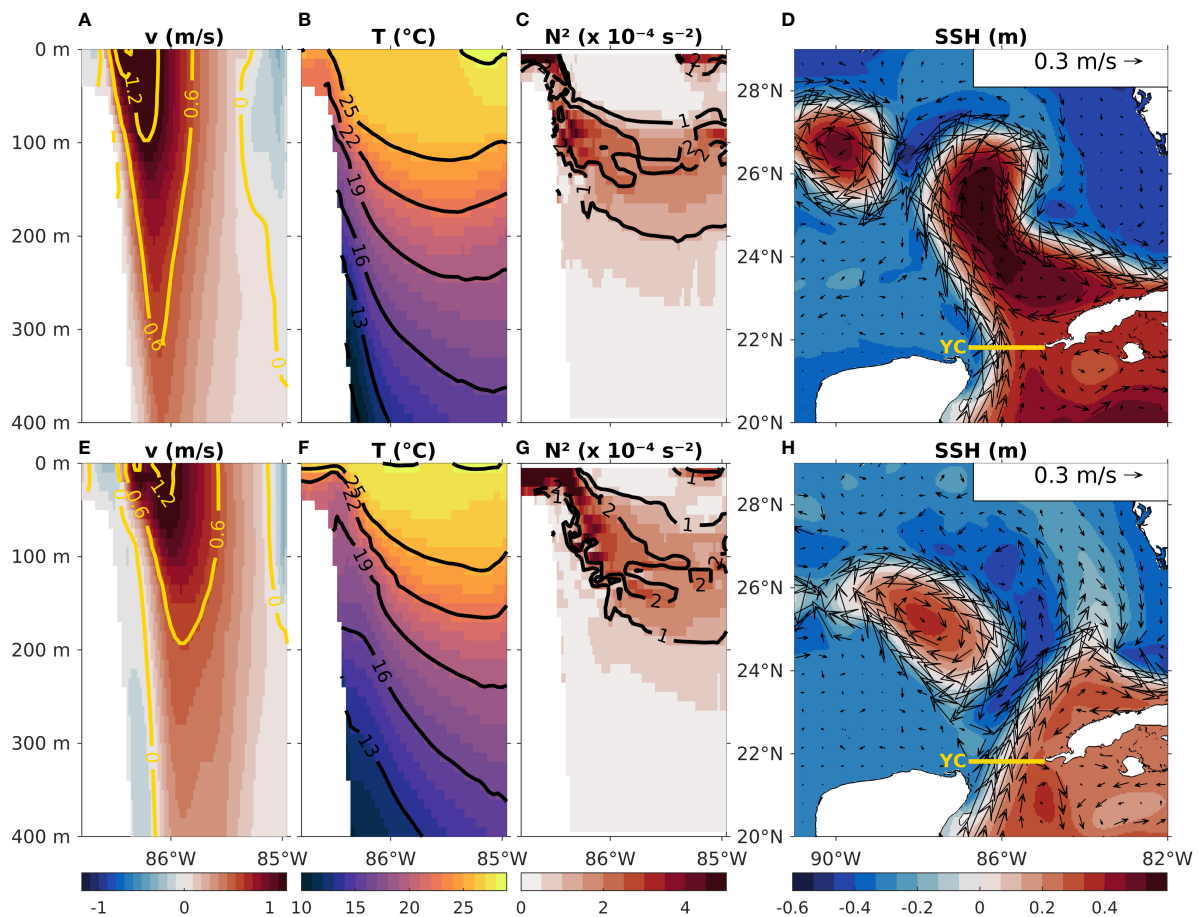 A B C D
v (m/s) T (°C) N² (x 10⁻⁴ s⁻²) SSH (m)
0 m
100 m
200 m
300 m
400 m
1.2 0.6 0 0.6 0
25 22 19 16 13
2 2 1 2 2 1
0.3 m/s →
28°N
26°N
24°N
22°N
20°N
YC
E F G H
v (m/s) T (°C) N² (x 10⁻⁴ s⁻²) SSH (m)
0 m
100 m
200 m
300 m
400 m
0.6 0.6 1.2 0.6 0 0
25 22 19 16 13
2 1 1 2 1 2 2 2 1
0.3 m/s →
28°N
26°N
24°N
22°N
20°N
YC
86°W 85°W 86°W 85°W 86°W 85°W 90°W 86°W 82°W
-1 0 1 10 15 20 25 0 2 4 -0.6 -0.4 -0.2 0 0.2 0.4